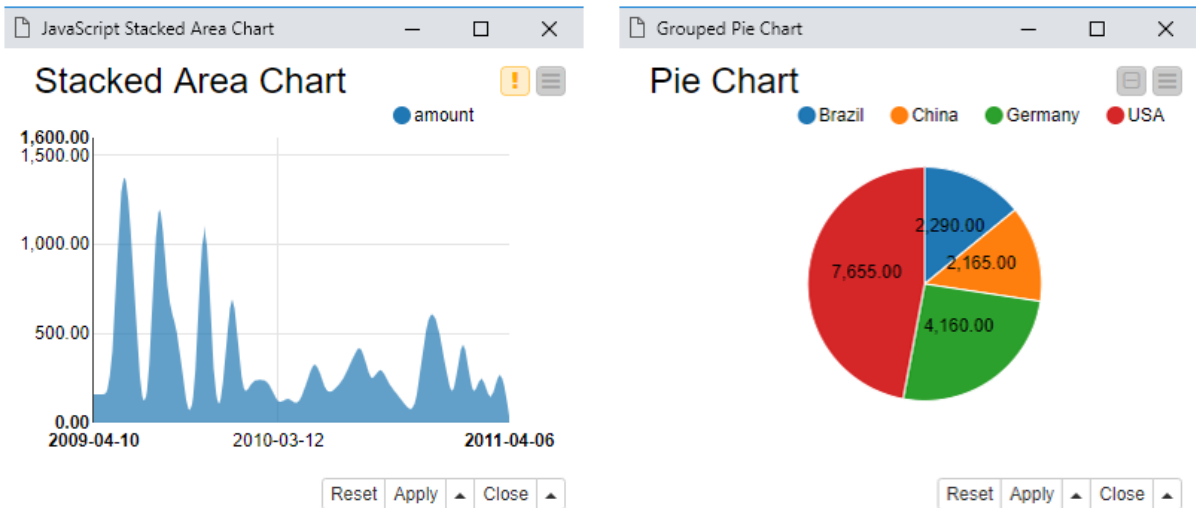 JavaScript Stacked Area Chart
Stacked Area Chart
!
amount
1,600.00
1,500.00
1,000.00
500.00
0.00
2009-04-10 2010-03-12 2011-04-06
Reset Apply Close
Grouped Pie Chart
Pie Chart
Brazil China Germany USA
2,290.00
2,165.00
7,655.00
4,160.00
Reset Apply Close